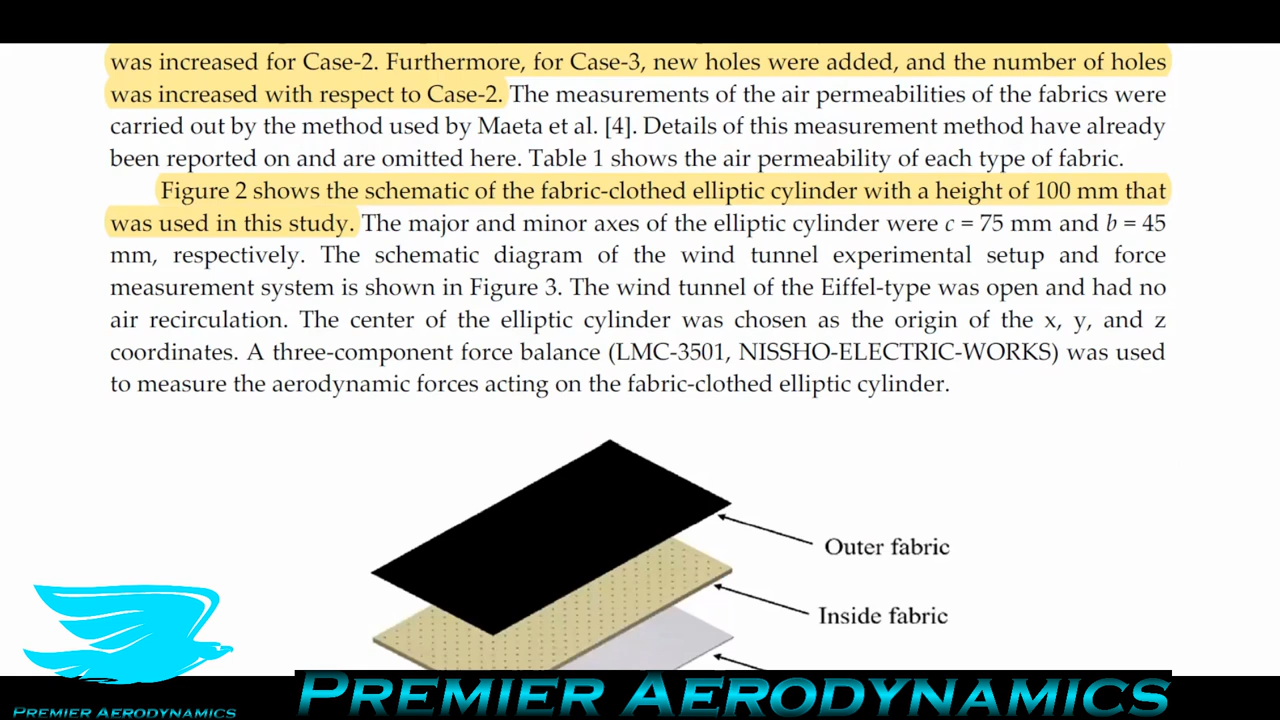 was increased for Case-2. Furthermore, for Case-3, new holes were added, and the number of holes
was increased with respect to Case-2. The measurements of the air permeabilities of the fabrics were
carried out by the method used by Maeta et al. [4]. Details of this measurement method have already
been reported on and are omitted here. Table 1 shows the air permeability of each type of fabric.
Figure 2 shows the schematic of the fabric-clothed elliptic cylinder with a height of 100 mm that
was used in this study. The major and minor axes of the elliptic cylinder were c = 75 mm and b = 45
mm, respectively. The schematic diagram of the wind tunnel experimental setup and force
measurement system is shown in Figure 3. The wind tunnel of the Eiffel-type was open and had no
air recirculation. The center of the elliptic cylinder was chosen as the origin of the x, y, and z
coordinates. A three-component force balance (LMC-3501, NISSHO-ELECTRIC-WORKS) was used
to measure the aerodynamic forces acting on the fabric-clothed elliptic cylinder.
Outer fabric
Inside fabric
PREMIER AERODYNAMICS
PREMIER AERODYNAMICS